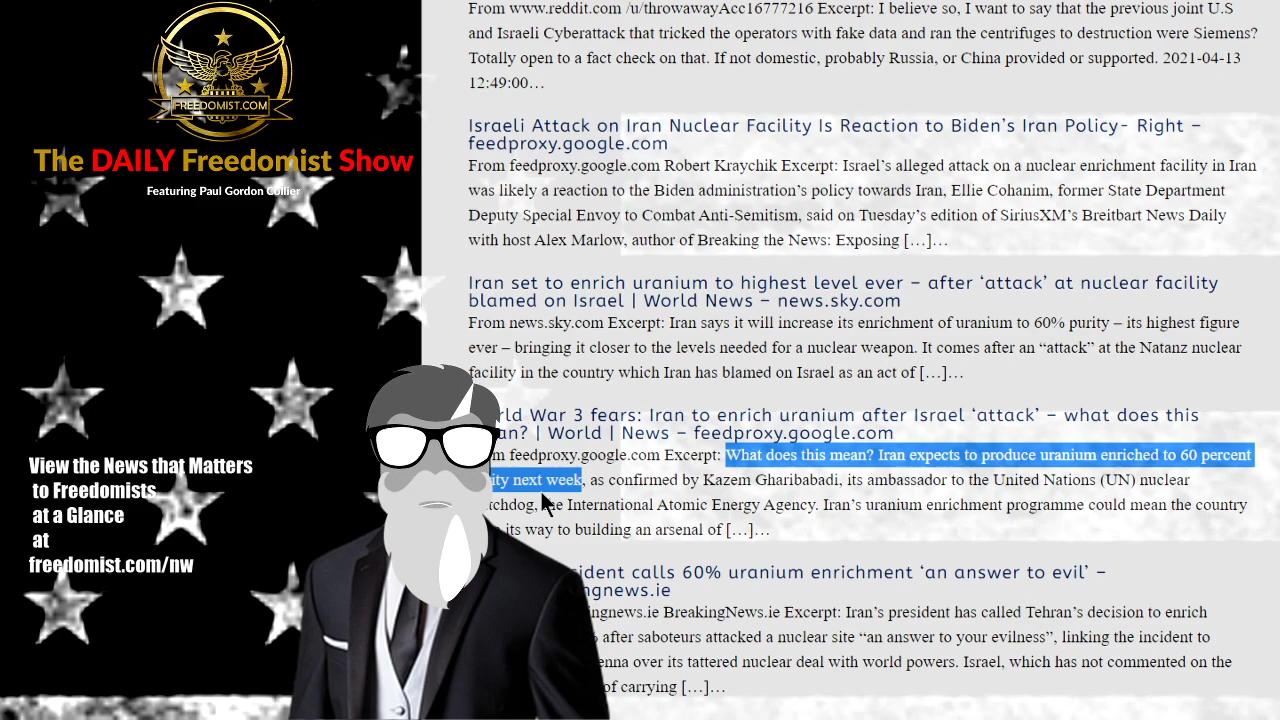 FREEDOMIST.COM
The DAILY Freedomist Show
Featuring Paul Gordon Collier
View the News that Matters
to Freedomists
at a Glance
at
freedomist.com/nw
From www.reddit.com /u/throwawayAcc16777216 Excerpt: I believe so, I want to say that the previous joint U.S
and Israeli Cyberattack that tricked the operators with fake data and ran the centrifuges to destruction were Siemens?
Totally open to a fact check on that. If not domestic, probably Russia, or China provided or supported. 2021-04-13
12:49:00…
Israeli Attack on Iran Nuclear Facility Is Reaction to Biden’s Iran Policy- Right –
feedproxy.google.com
From feedproxy.google.com Robert Kraychik Excerpt: Israel’s alleged attack on a nuclear enrichment facility in Iran
was likely a reaction to the Biden administration’s policy towards Iran, Ellie Cohanim, former State Department
Deputy Special Envoy to Combat Anti-Semitism, said on Tuesday’s edition of SiriusXM’s Breitbart News Daily
with host Alex Marlow, author of Breaking the News: Exposing […]…
Iran set to enrich uranium to highest level ever – after ‘attack’ at nuclear facility
blamed on Israel | World News – news.sky.com
From news.sky.com Excerpt: Iran says it will increase its enrichment of uranium to 60% purity – its highest figure
ever – bringing it closer to the levels needed for a nuclear weapon. It comes after an “attack” at the Natanz nuclear
facility in the country which Iran has blamed on Israel as an act of […]…
rld War 3 fears: Iran to enrich uranium after Israel ‘attack’ – what does this
an? | World | News – feedproxy.google.com
m feedproxy.google.com Excerpt: What does this mean? Iran expects to produce uranium enriched to 60 percent
ity next week, as confirmed by Kazem Gharibabadi, its ambassador to the United Nations (UN) nuclear
tchdog, the International Atomic Energy Agency. Iran’s uranium enrichment programme could mean the country
its way to building an arsenal of […]…
ident calls 60% uranium enrichment ‘an answer to evil’ –
ngnews.ie
ingnews.ie BreakingNews.ie Excerpt: Iran’s president has called Tehran’s decision to enrich
% after saboteurs attacked a nuclear site “an answer to your evilness”, linking the incident to
enna over its tattered nuclear deal with world powers. Israel, which has not commented on the
of carrying […]…